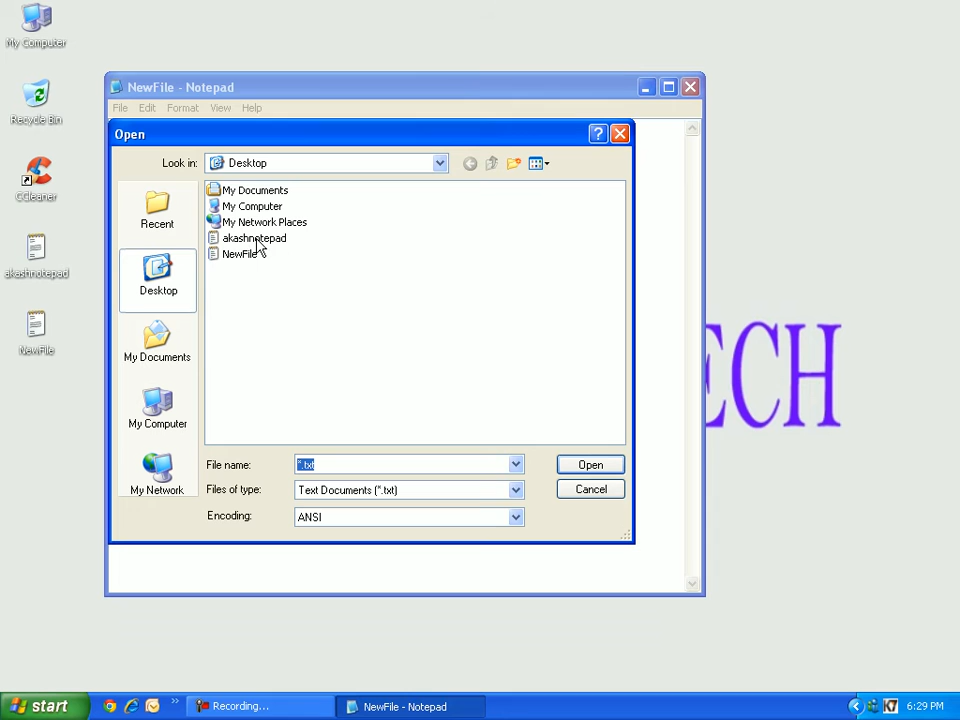 My Computer
Recycle Bin
CCleaner
akashnotepad
NewFile
NewFile - Notepad
File Edit Format View Help
Open
Look in: Desktop
Recent
Desktop
My Documents
My Computer
My Network
My Documents
My Computer
My Network Places
akashnotepad
NewFile
File name: *.txt Open
Files of type: Text Documents (*.txt) Cancel
Encoding: ANSI
ECH
start Recording... NewFile - Notepad K7 6:29 PM